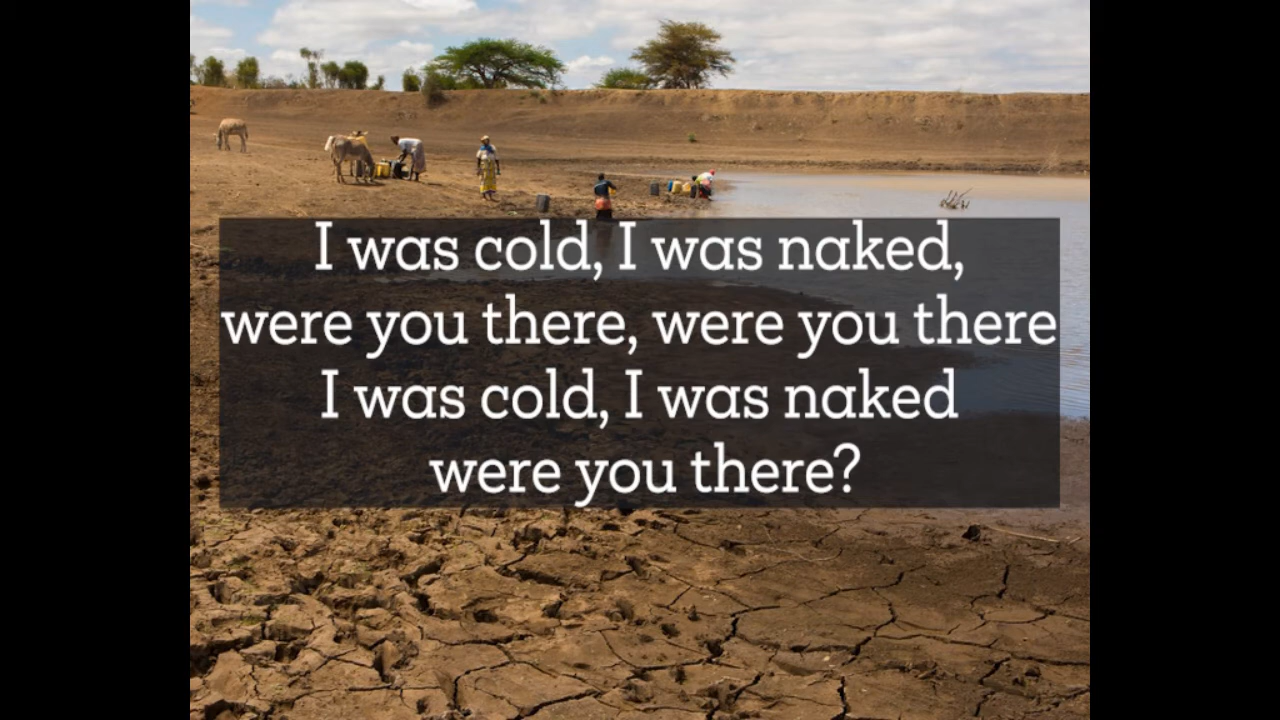 I was cold, I was naked,
were you there, were you there
I was cold, I was naked
were you there?